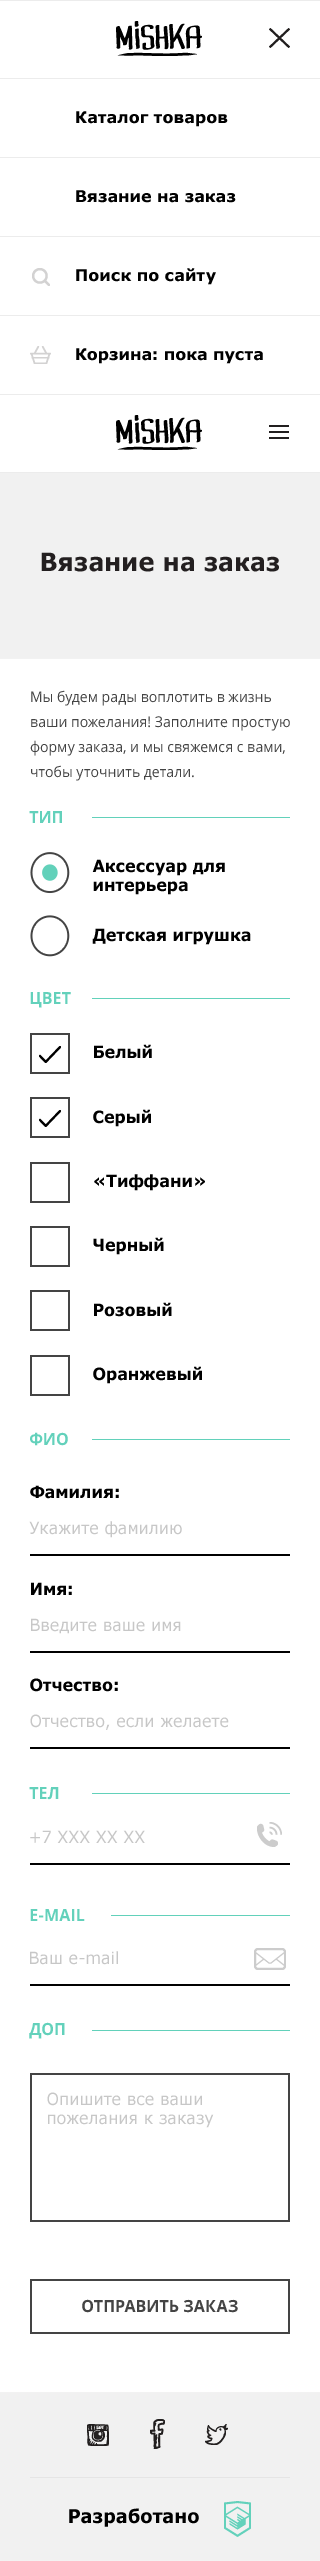 MiSHKA
Каталог товаров
Вязание на заказ
Поиск по сайту
Корзина: пока пуста
MiSHKA
Вязание на заказ
Мы будем рады воплотить в жизнь
ваши пожелания! Заполните простую
форму заказа, и мы свяжемся с вами,
чтобы уточнить детали.
ТИП
Аксессуар для
интерьера
Детская игрушка
ЦВЕТ
Белый
Серый
«Тиффани»
Черный
Розовый
Оранжевый
ФИО
Фамилия:
Укажите фамилию
Имя:
Введите ваше имя
Отчество:
Отчество, если желаете
ТЕЛ
+7 XXX XX XX
E-MAIL
Ваш e-mail
ДОП
Опишите все ваши
пожелания к заказу
ОТПРАВИТЬ ЗАКАЗ
Разработано